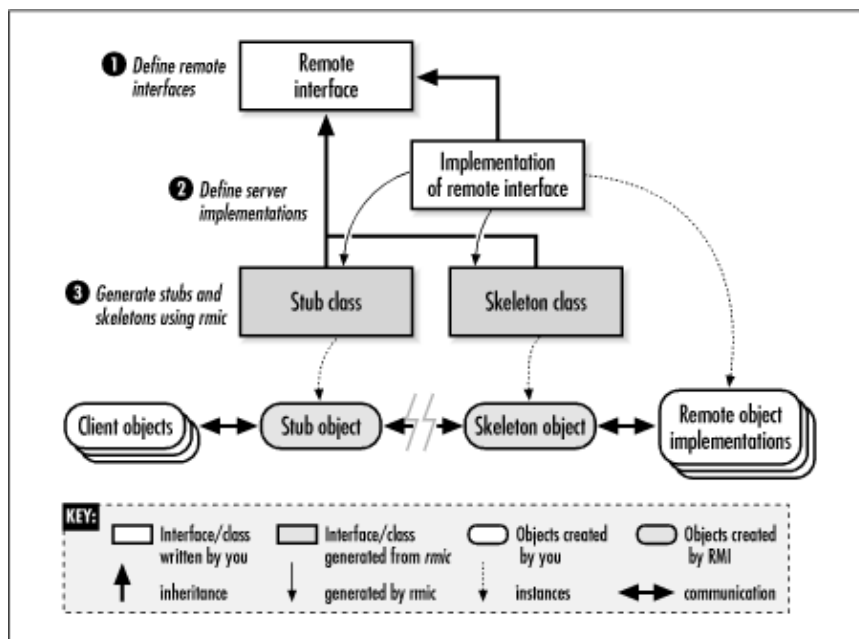 1 Define remote
interfaces
Remote
interface
Implementation
of remote interface
2 Define server
implementations
3 Generate stubs and
skeletons using rmic
Stub class
Skeleton class
Client objects
Stub object
Skeleton object
Remote object
implementations
KEY:
Interface/class
written by you
Interface/class
generated from rmic
Objects created
by you
Objects created
by RMI
inheritance
generated by rmic
instances
communication